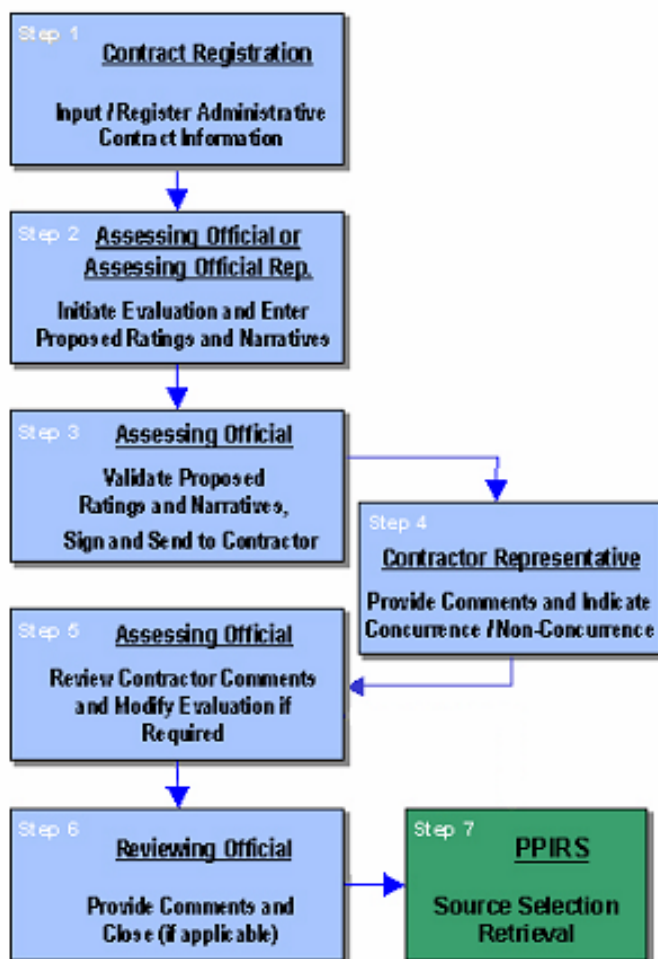 Step 1
Contract Registration
Input / Register Administrative
Contract Information
Step 2
Assessing Official or
Assessing Official Rep.
Initiate Evaluation and Enter
Proposed Ratings and Narratives
Step 3
Assessing Official
Validate Proposed
Ratings and Narratives,
Sign and Send to Contractor
Step 4
Contractor Representative
Provide Comments and Indicate
Concurrence / Non-Concurrence
Step 5
Assessing Official
Review Contractor Comments
and Modify Evaluation if
Required
Step 6
Reviewing Official
Provide Comments and
Close (if applicable)
Step 7
PPIRS
Source Selection
Retrieval